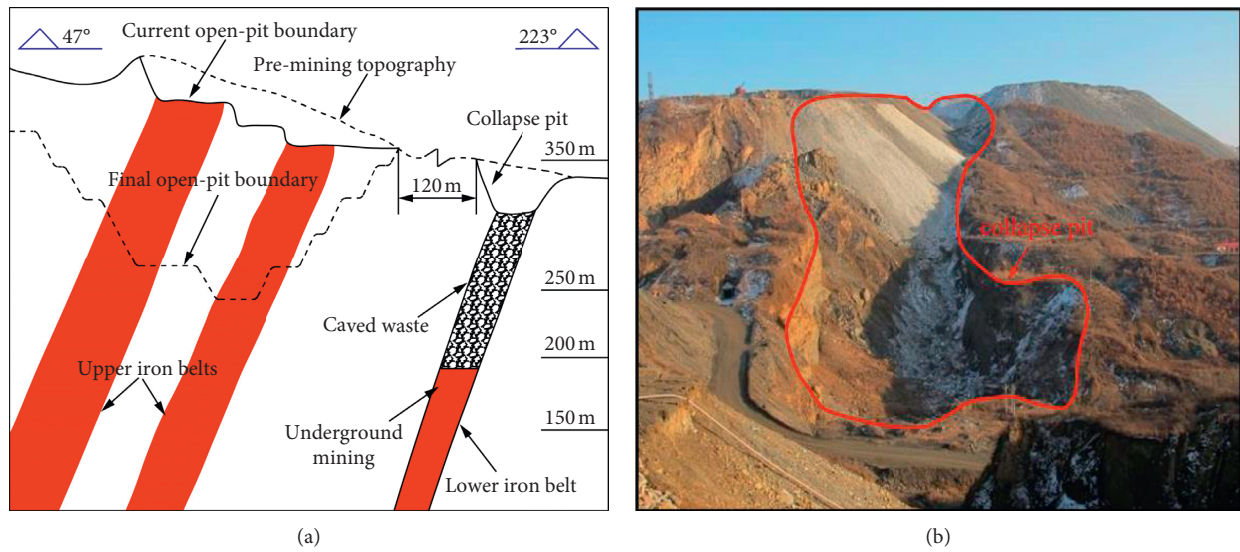 47°
Current open-pit
boundary
223°
Pre-mining topography
Collapse pit
350 m
Final open-pit boundary
120 m
250 m
Caved waste
200 m
Upper iron belts
150 m
Underground
mining
Lower iron belt
(a)
collapse pit
(b)